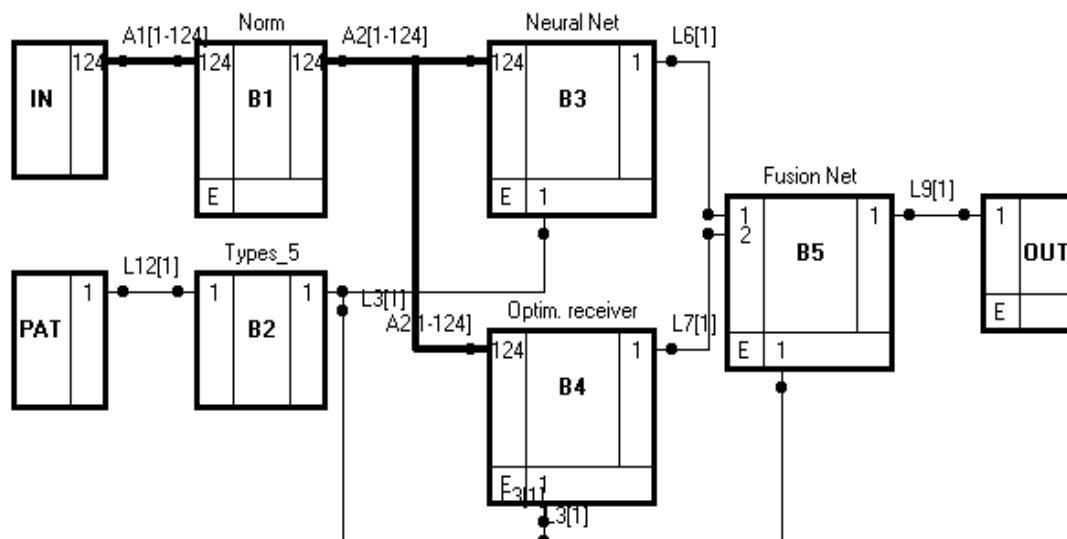 Norm
Neural Net
A1[1-124]
A2[1-124]
L6[1]
124
124
124
124
1
IN
B1
B3
E
E
1
Fusion Net
L9[1]
1
2
1
1
B5
OUT
E
1
E
Types_5
L12[1]
1
1
1
L3[1]
PAT
B2
Optim. receiver
A2[1-124]
L7[1]
124
1
B4
E
1
L3[1]